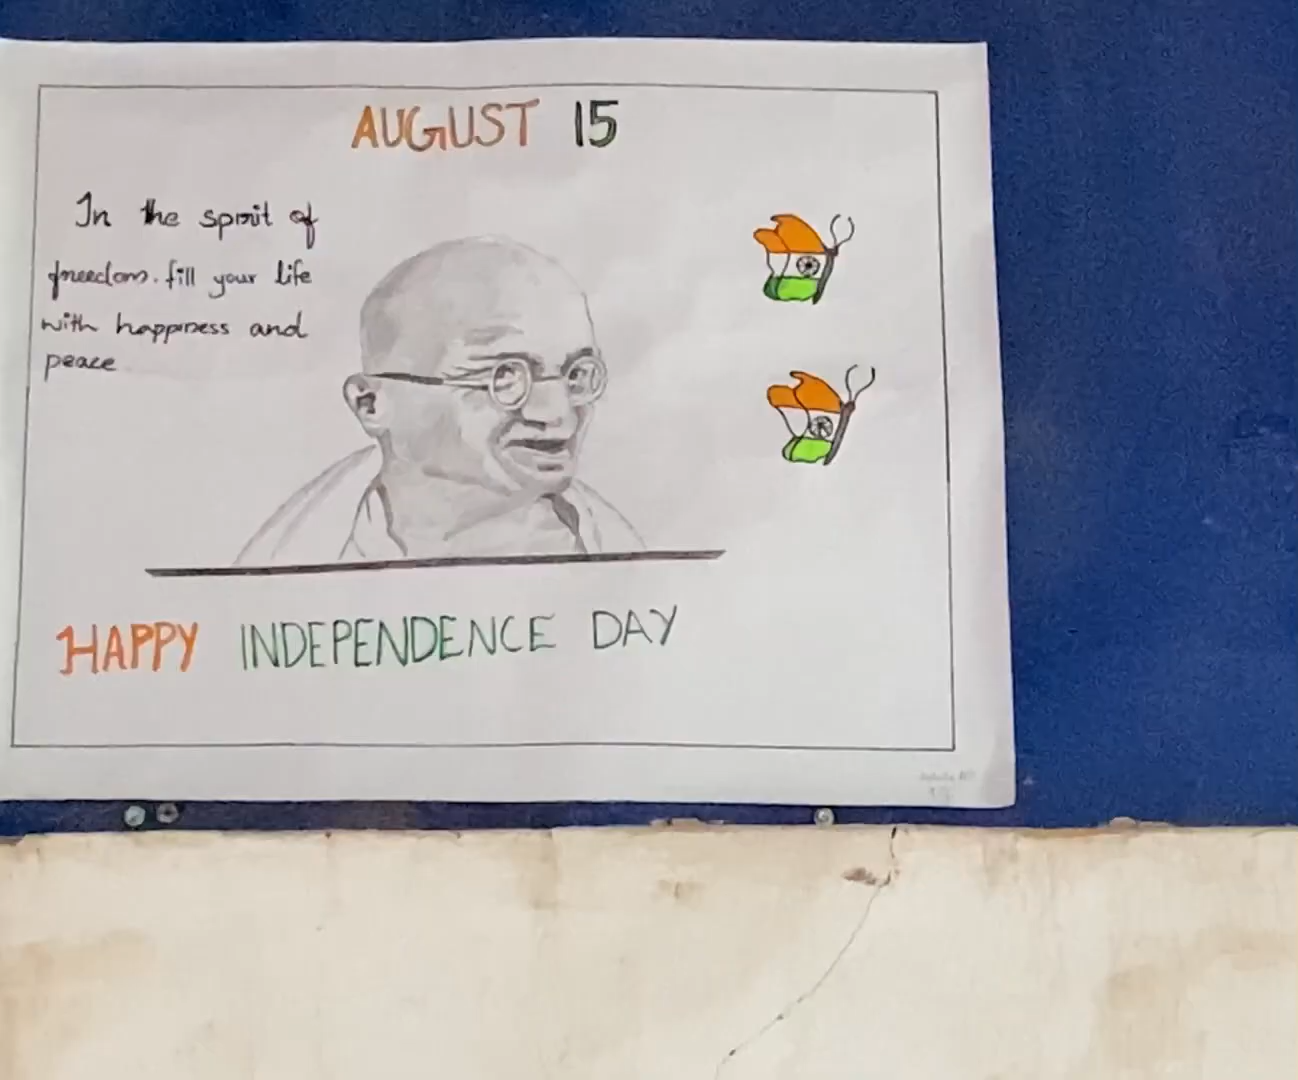 AUGUST 15
In the spirit of
freedom. fill your life
with happiness and
peace
HAPPY INDEPENDENCE DAY